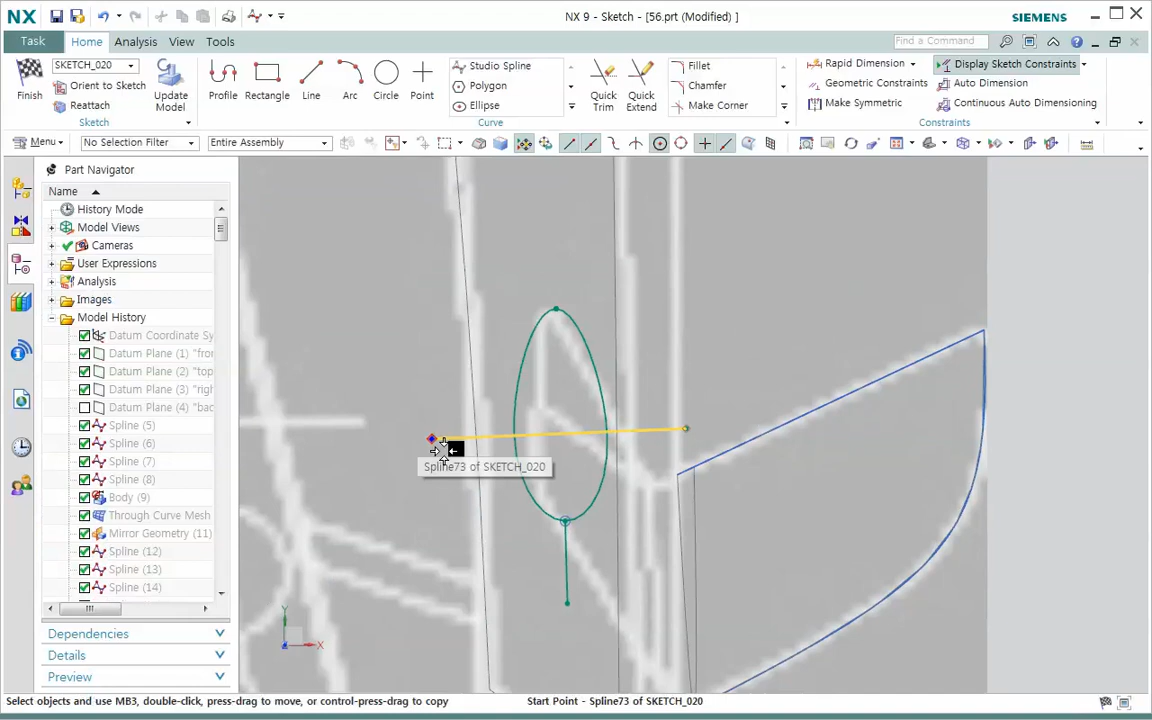 NX
NX 9 - Sketch - [56.prt (Modified) ]
SIEMENS
Task
Home
Analysis
View
Tools
Find a Command
Finish
SKETCH_020
Orient to Sketch
Reattach
Update
Model
Sketch
Profile
Rectangle
Line
Arc
Circle
Point
Studio Spline
Polygon
Ellipse
Quick
Trim
Quick
Extend
Fillet
Chamfer
Make Corner
Curve
Rapid Dimension
Geometric Constraints
Make Symmetric
Display Sketch Constraints
Auto Dimension
Continuous Auto Dimensioning
Constraints
Menu
No Selection Filter
Entire Assembly
Part Navigator
Name
History Mode
Model Views
Cameras
User Expressions
Analysis
Images
Model History
Datum Coordinate Sy
Datum Plane (1) "fron
Datum Plane (2) "top
Datum Plane (3) "righ
Datum Plane (4) "bac
Spline (5)
Spline (6)
Spline (7)
Spline (8)
Body (9)
Through Curve Mesh
Mirror Geometry (11)
Spline (12)
Spline (13)
Spline (14)
Dependencies
Details
Preview
Spline73 of SKETCH_020
Y
X
Select objects and use MB3, double-click, press-drag to move, or control-press-drag to copy
Start Point - Spline73 of SKETCH_020